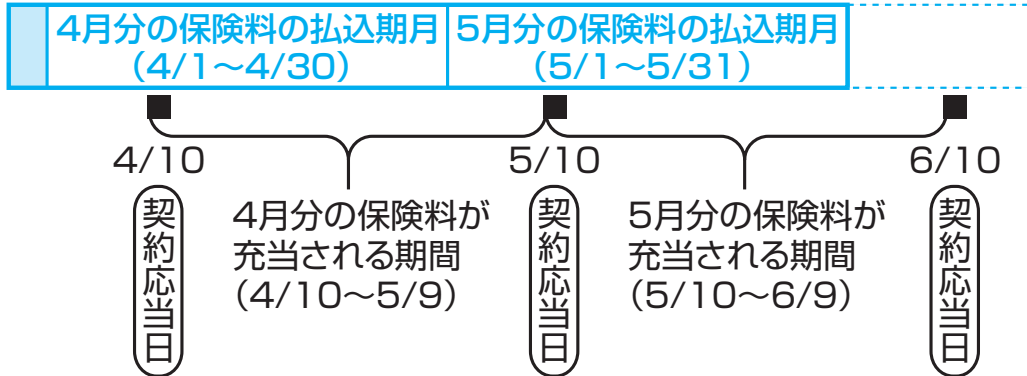 4月分の保険料の払込期月
(4/1〜4/30)
5月分の保険料の払込期月
(5/1〜5/31)
4/10
5/10
6/10
契約応当日
4月分の保険料が
充当される期間
(4/10〜5/9)
契約応当日
5月分の保険料が
充当される期間
(5/10〜6/9)
契約応当日